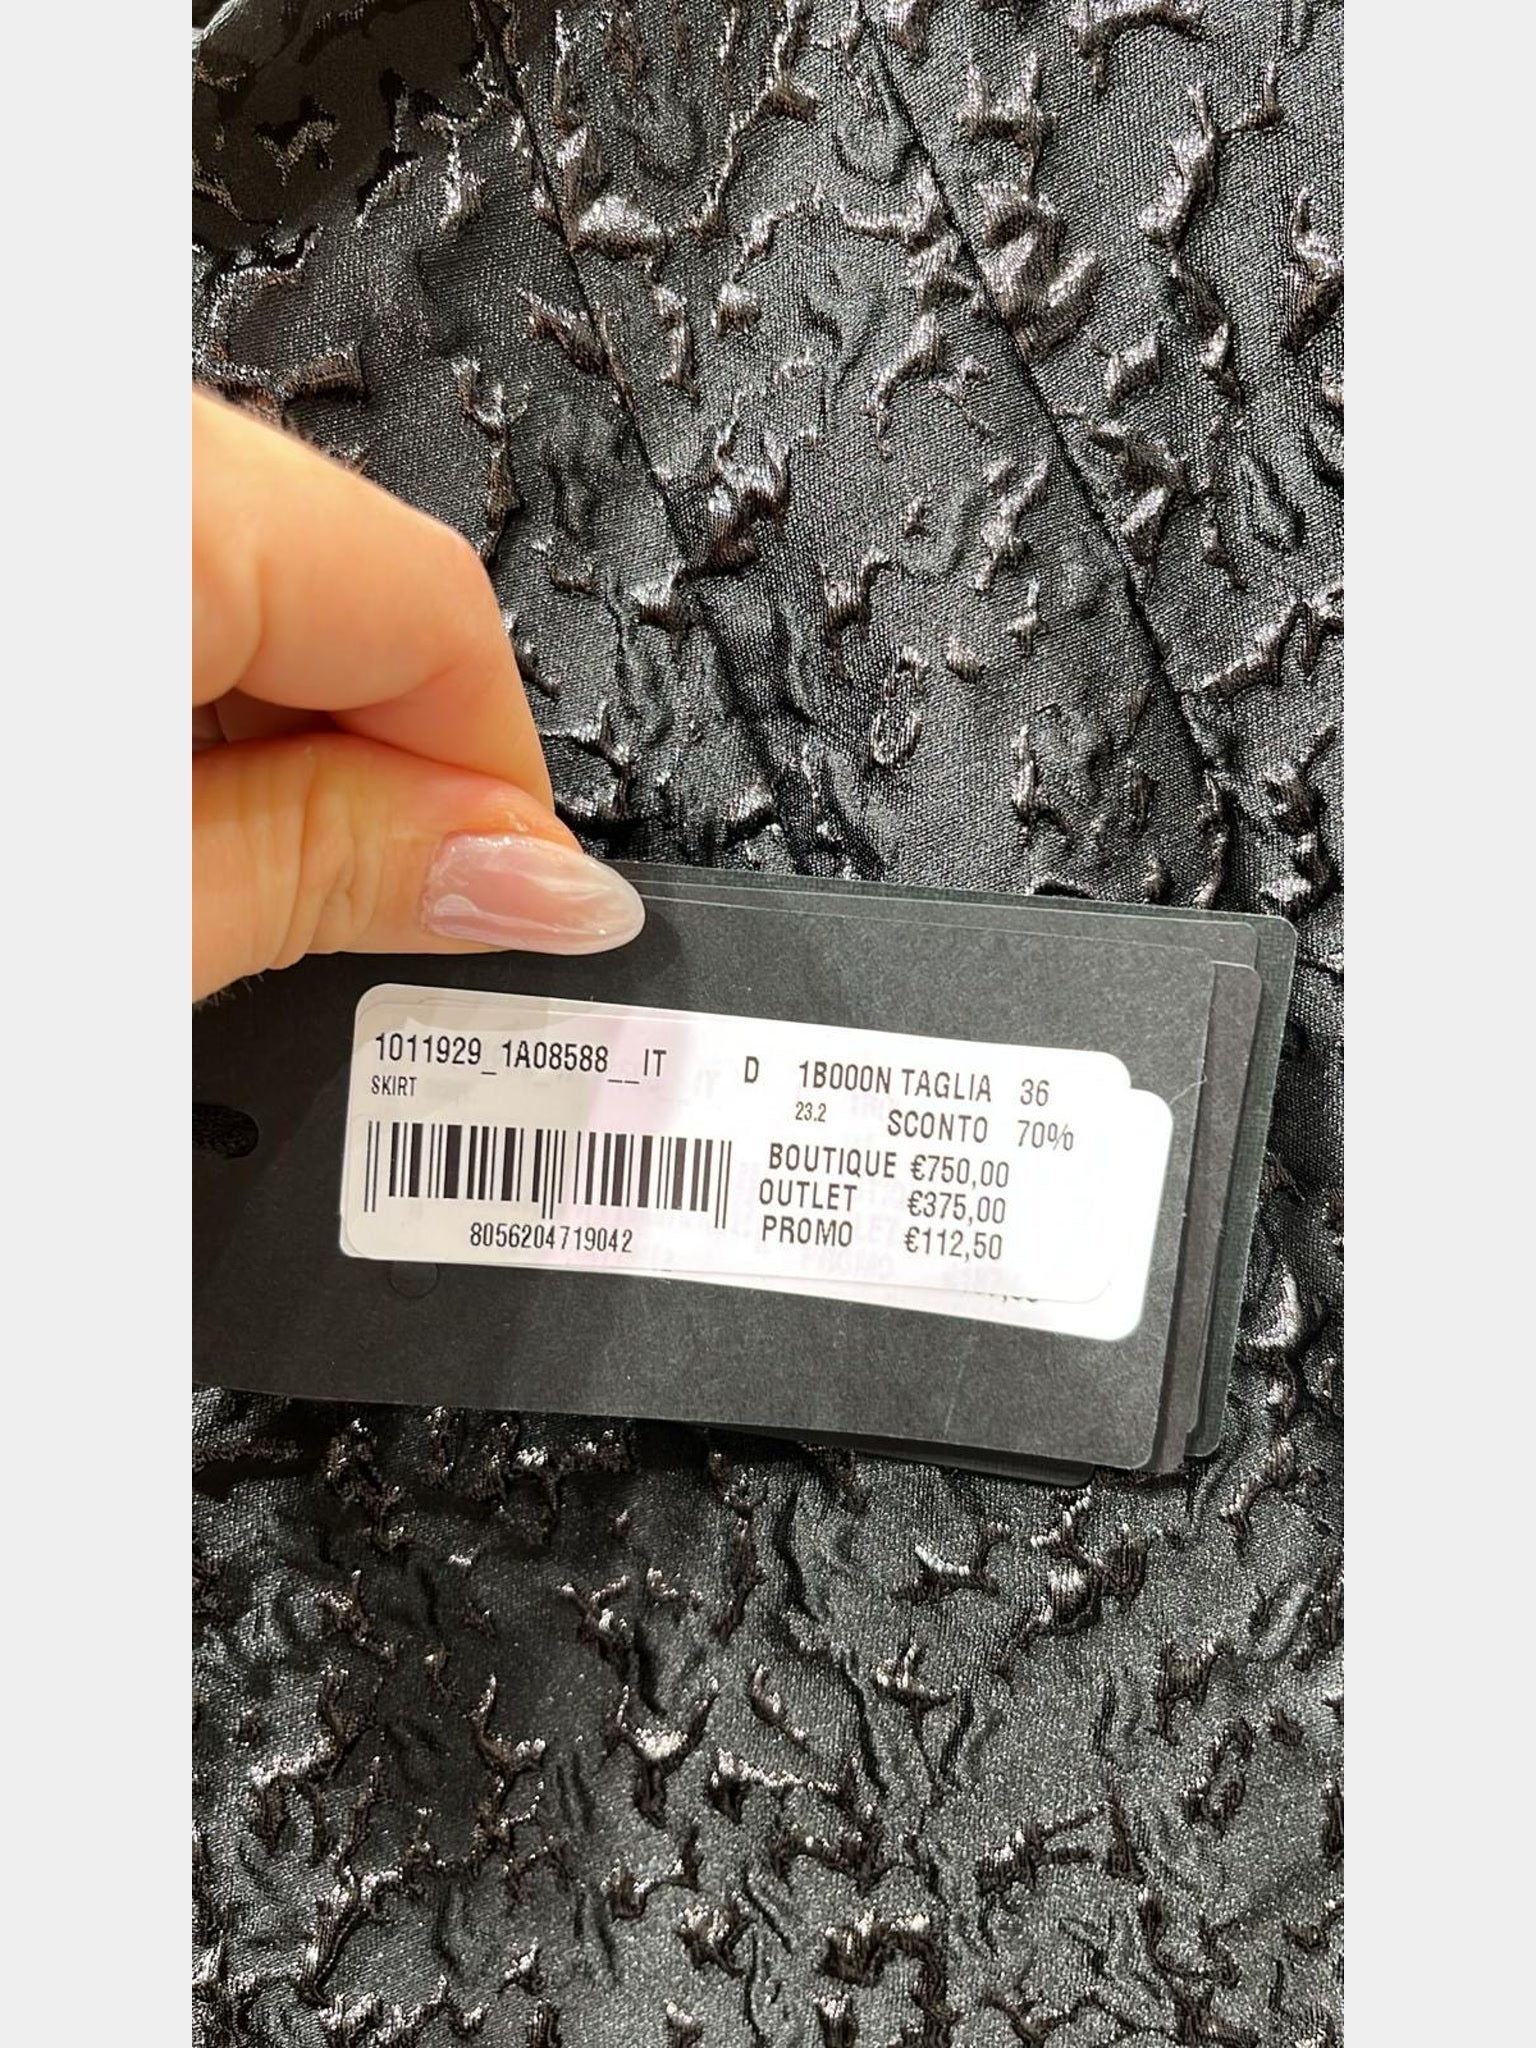 1011929_1A08588__IT D 1B000N TAGLIA 36
SKIRT 23.2 SCONTO 70%
BOUTIQUE €750,00
OUTLET €375,00
PROMO €112,50
8056204719042